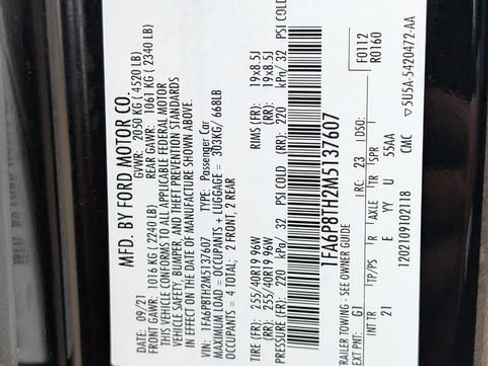 MFD. BY FORD MOTOR CO.
DATE: 09/21 GVWR: 2050 KG (4520 LB)
FRONT GAWR: 1016 KG (2240 LB) REAR GAWR: 1061 KG (2340 LB)
THIS VEHICLE CONFORMS TO ALL APPLICABLE FEDERAL MOTOR
VEHICLE SAFETY, BUMPER, AND THEFT PREVENTION STANDARDS
IN EFFECT ON THE DATE OF MANUFACTURE SHOWN ABOVE.
VIN: 1FA6P8TH2M5137607 TYPE: Passenger Car
MAXIMUM LOAD = OCCUPANTS + LUGGAGE = 303KG/ 668LB
OCCUPANTS = 4 TOTAL; 2 FRONT, 2 REAR
TIRE (FR): 255/40R19 96W RIMS (FR): 19x8.5J
(RR): 255/40R19 96W (RR): 19x8.5J
PRESSURE (FR): 220 kPa/ 32 PSI COLD (RR): 220 kPa/ 32 PSI COLD
1FA6P8TH2M5137607
TRAILER TOWING - SEE OWNER GUIDE
F0112
R0160
EXT PNT: G1 RC: 23 DSO:
INT TR TP/PS R AXLE TR SPR
21 E YY U 55AA
1202109102118 CMC ▽5U5A-5420472-AA